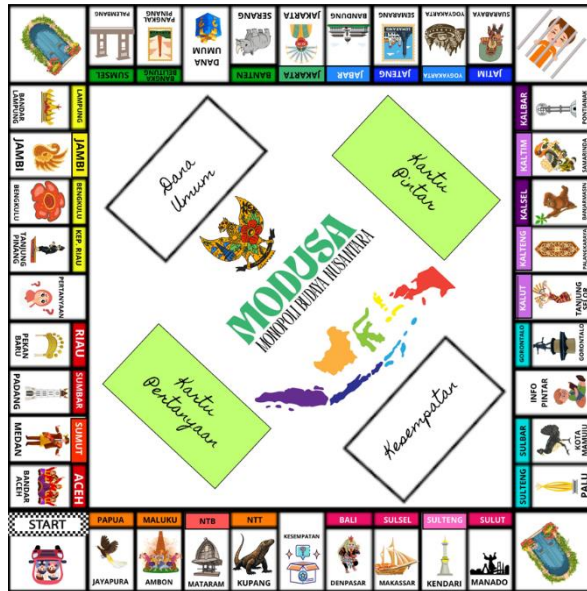 PALEMBANG
SUMSEL
PANGKAL
PINANG
BANGKA
BELITUNG
DANA
UMUM
SERANG
BANTEN
JAKARTA
JAKARTA
BANDUNG
JABAR
SEMARANG
JATENG
YOGYAKARTA
YOGYAKARTA
SURABAYA
JATIM
BANDAR
LAMPUNG
LAMPUNG
JAMBI
JAMBI
BENGKULU
BENGKULU
TANJUNG
PINANG
KEP. RIAU
PERTANYAAN
PEKAN
BARU
RIAU
PADANG
SUMBAR
MEDAN
SUMUT
BANDAR
ACEH
ACEH
Dana
Umum
Kartu
Pintar
MODUSA
MONOPOLI BUDAYA NUSANTARA
Kartu
Pertanyaan
Kesempatan
KALBAR
PONTIANAK
KALTIM
SAMARINDA
KALSEL
KALTENG
KALUT
TANJUNG
SELOR
GORONTALO
GORONTALO
INFO
PINTAR
SULBAR
KOTA
MAMUJU
SULTENG
PALU
START
PAPUA
JAYAPURA
MALUKU
AMBON
NTB
MATARAM
NTT
KUPANG
KESEMPATAN
BALI
DENPASAR
SULSEL
MAKASSAR
SULTENG
KENDARI
SULUT
MANADO